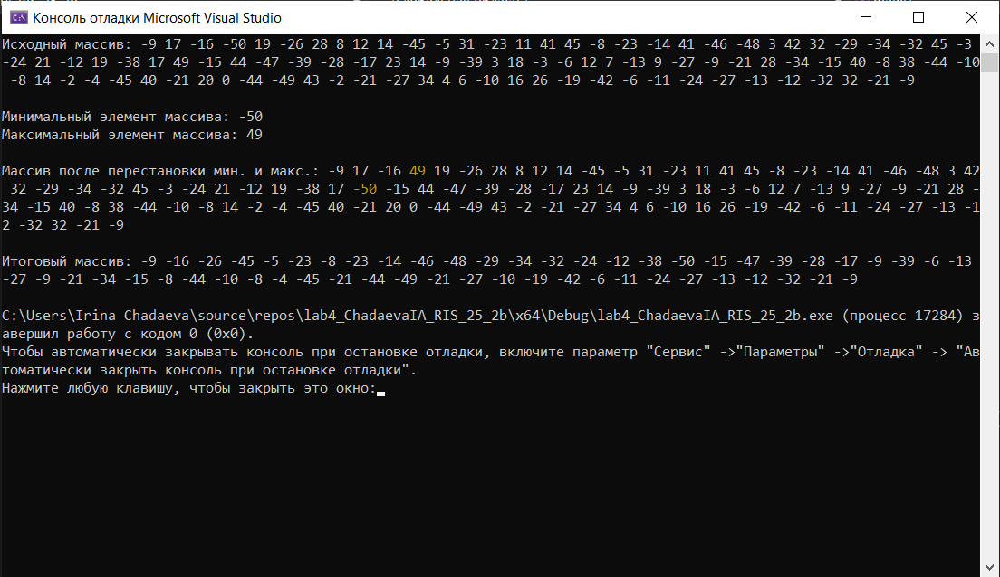 Консоль отладки Microsoft Visual Studio
Исходный массив: -9 17 -16 -50 19 -26 28 8 12 14 -45 -5 31 -23 11 41 45 -8 -23 -14 41 -46 -48 3 42 32 -29 -34 -32 45 -3
-24 21 -12 19 -38 17 49 -15 44 -47 -39 -28 -17 23 14 -9 -39 3 18 -3 -6 12 7 -13 9 -27 -9 -21 28 -34 -15 40 -8 38 -44 -10
-8 14 -2 -4 -45 40 -21 20 0 -44 -49 43 -2 -21 -27 34 4 6 -10 16 26 -19 -42 -6 -11 -24 -27 -13 -12 -32 32 -21 -9
Минимальный элемент массива: -50
Максимальный элемент массива: 49
Массив после перестановки мин. и макс.: -9 17 -16 49 19 -26 28 8 12 14 -45 -5 31 -23 11 41 45 -8 -23 -14 41 -46 -48 3 42
32 -29 -34 -32 45 -3 -24 21 -12 19 -38 17 -50 -15 44 -47 -39 -28 -17 23 14 -9 -39 3 18 -3 -6 12 7 -13 9 -27 -9 -21 28 -
34 -15 40 -8 38 -44 -10 -8 14 -2 -4 -45 40 -21 20 0 -44 -49 43 -2 -21 -27 34 4 6 -10 16 26 -19 -42 -6 -11 -24 -27 -13 -1
2 -32 32 -21 -9
Итоговый массив: -9 -16 -26 -45 -5 -23 -8 -23 -14 -46 -48 -29 -34 -32 -24 -12 -38 -50 -15 -47 -39 -28 -17 -9 -39 -6 -13
-27 -9 -21 -34 -15 -8 -44 -10 -8 -4 -45 -21 -44 -49 -21 -27 -10 -19 -42 -6 -11 -24 -27 -13 -12 -32 -21 -9
C:\Users\Irina Chadaeva\source\repos\lab4_ChadaevaIA_RIS_25_2b\x64\Debug\lab4_ChadaevaIA_RIS_25_2b.exe (процесс 17284) з
авершил работу с кодом 0 (0x0).
Чтобы автоматически закрывать консоль при остановке отладки, включите параметр "Сервис" ->"Параметры" ->"Отладка" -> "Ав
томатически закрыть консоль при остановке отладки".
Нажмите любую клавишу, чтобы закрыть это окно: